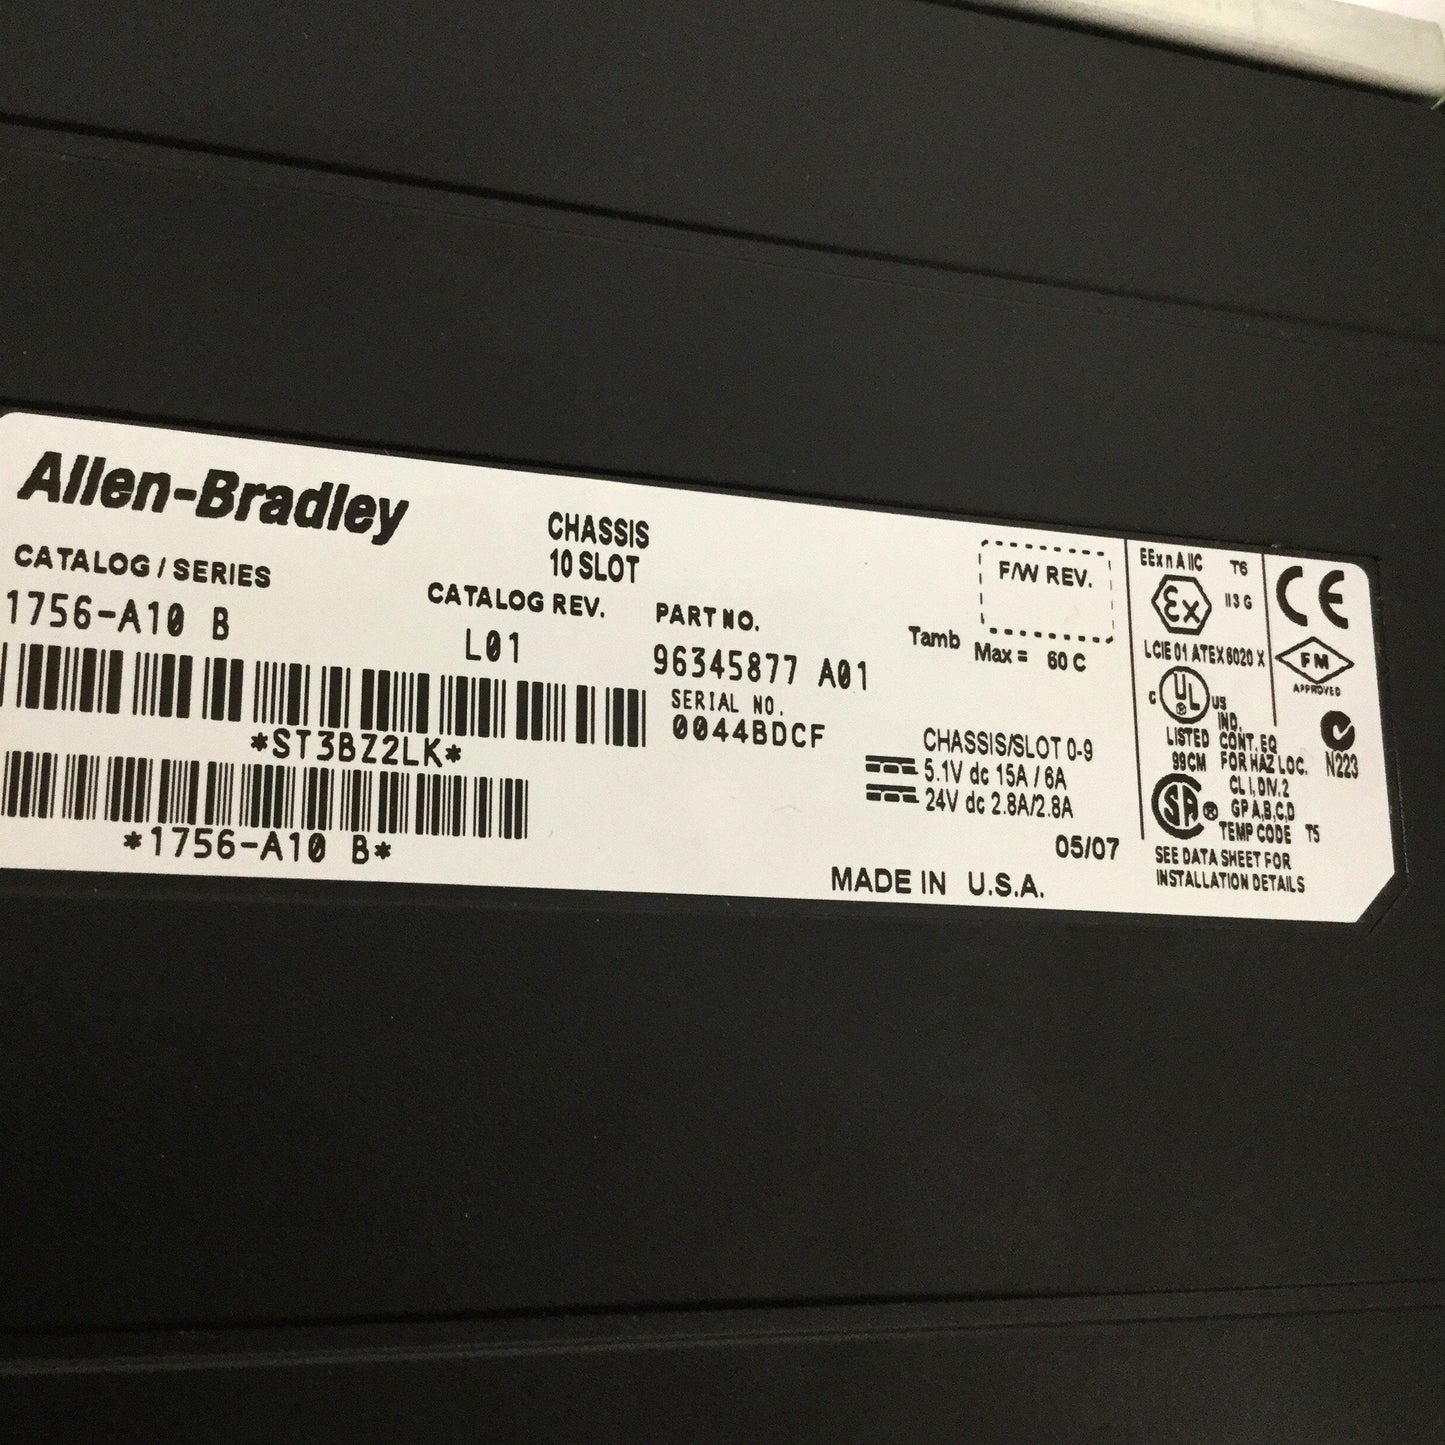 Allen-Bradley
CHASSIS
10 SLOT
CATALOG / SERIES
1756-A10 B
CATALOG REV.
L01
PART NO.
96345877 A01
SERIAL NO.
0044BDCF
*ST3BZ2LK*
*1756-A10 B*
F/W REV.
Tamb Max = 60 C
CHASSIS/SLOT 0-9
5.1V dc 15A / 6A
24V dc 2.8A/2.8A
05/07
MADE IN U.S.A.
EEx n A IIC T6
Ex II 3 G
LCIE 01 ATEX 6020 X
C UL ® US
LISTED IND. CONT. EQ
99CM FOR HAZ LOC.
SA ® CL I, DIV. 2
GP A,B,C,D
TEMP CODE T5
SEE DATA SHEET FOR
INSTALLATION DETAILS
CE
FM
APPROVED
N223